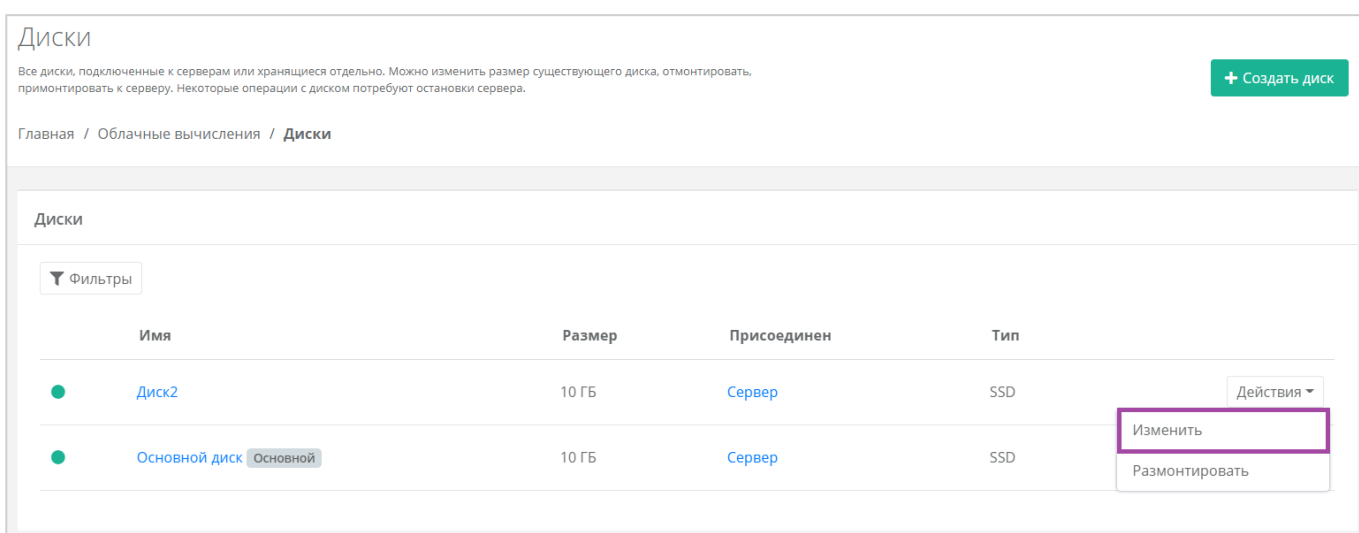 Диски
Все диски, подключенные к серверам или хранящиеся отдельно. Можно изменить размер существующего диска, отмонтировать,
примонтировать к серверу. Некоторые операции с диском потребуют остановки сервера.
Создать диск
Главная / Облачные вычисления / Диски
Диски
Фильтры
Имя Размер Присоединен Тип
Диск2 10 ГБ Сервер SSD Действия
Изменить
Основной диск Основной 10 ГБ Сервер SSD
Размонтировать